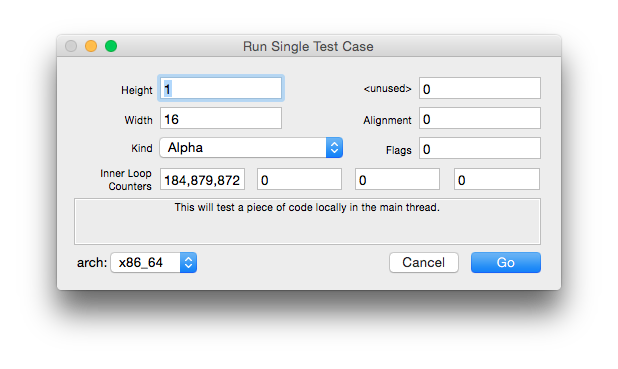 Run Single Test Case
Height 1 <unused> 0
Width 16 Alignment 0
Kind Alpha Flags 0
Inner Loop
Counters 184,879,872 0 0 0
This will test a piece of code locally in the main thread.
arch: x86_64 Cancel Go